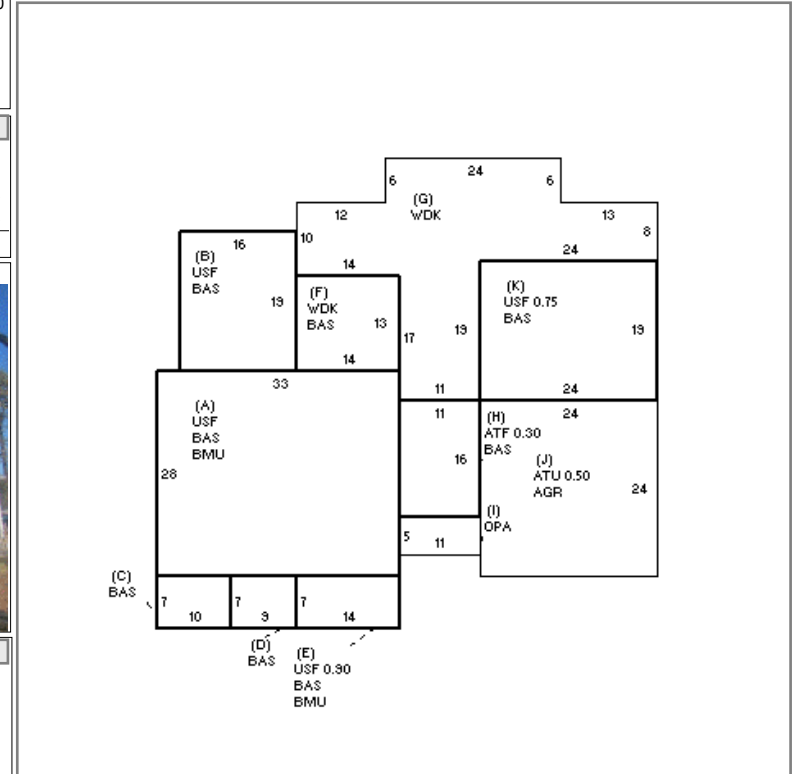 24
6
6
(G)
WDK
12
13
10
8
16
(B)
USF
BAS
14
24
(F)
WDK
BAS
(K)
USF 0.75
BAS
19
13
17
19
19
14
33
11
24
(A)
USF
BAS
BMU
11
24
(H)
ATF 0.30
BAS
28
16
(J)
ATU 0.50
AGR
24
(I)
OPA
5
11
(C)
BAS
7
10
7
9
7
14
(D)
BAS
(E)
USF 0.90
BAS
BMU